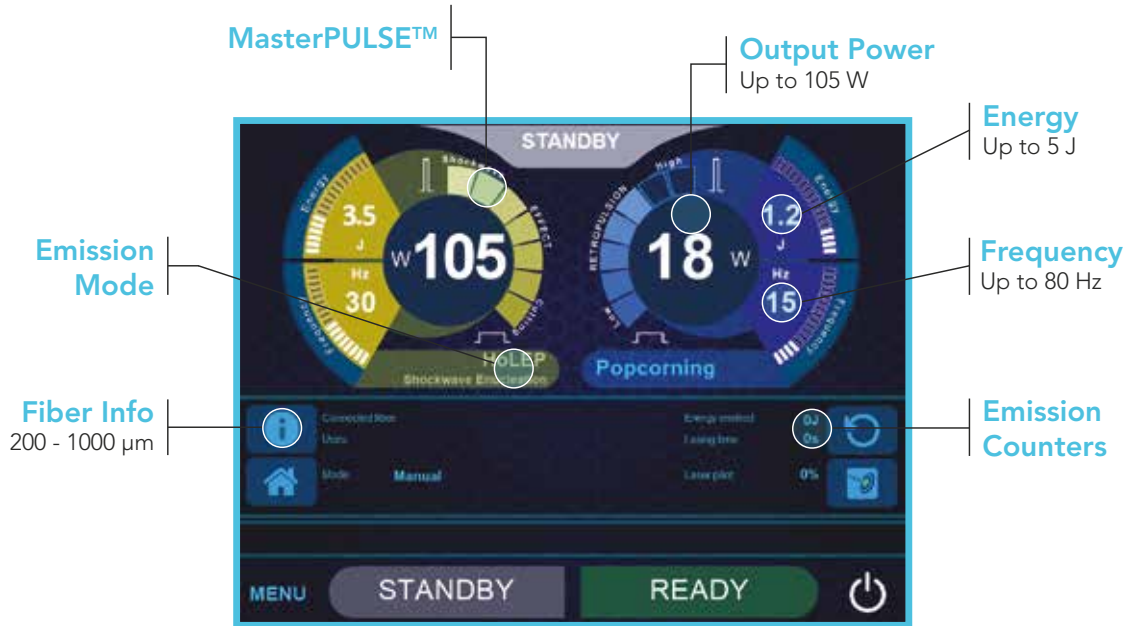 MasterPULSE™
Output Power
Up to 105 W
Energy
Up to 5 J
Frequency
Up to 80 Hz
Emission
Mode
Fiber Info
200 - 1000 µm
Emission
Counters
STANDBY
Energy
3.5
J
Hz
30
Frequency
W 105
Shockwave
EFFECT
Cutting
HoLEP
Shockwave Enucleation
High
RETROPULSION
Low
18 W
Energy
1.2
J
Hz
15
Frequency
Popcorning
i
Connected fibre
Uses
Mode Manual
Energy emitted 0J
Lasing time 0s
Laser pilot 0%
MENU
STANDBY
READY